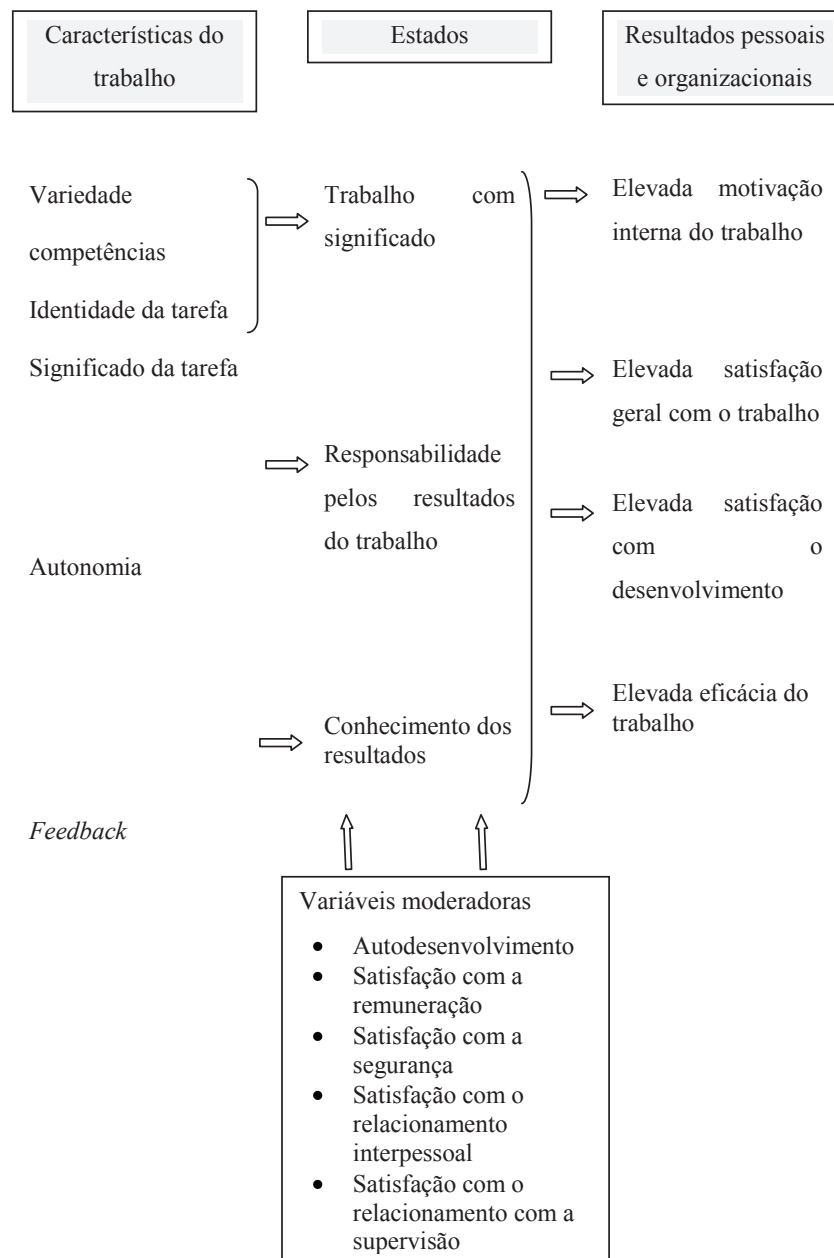 Características do
trabalho
Estados
Resultados pessoais
e organizacionais
Variedade
competências
Identidade da tarefa
Significado da tarefa
Autonomia
Feedback
Trabalho com
significado
Responsabilidade
pelos resultados
do trabalho
Conhecimento dos
resultados
Elevada motivação
interna do trabalho
Elevada satisfação
geral com o trabalho
Elevada satisfação
com o
desenvolvimento
Elevada eficácia do
trabalho
Variáveis moderadoras
• Autodesenvolvimento
• Satisfação com a
remuneração
• Satisfação com a
segurança
• Satisfação com o
relacionamento
interpessoal
• Satisfação com o
relacionamento com a
supervisão